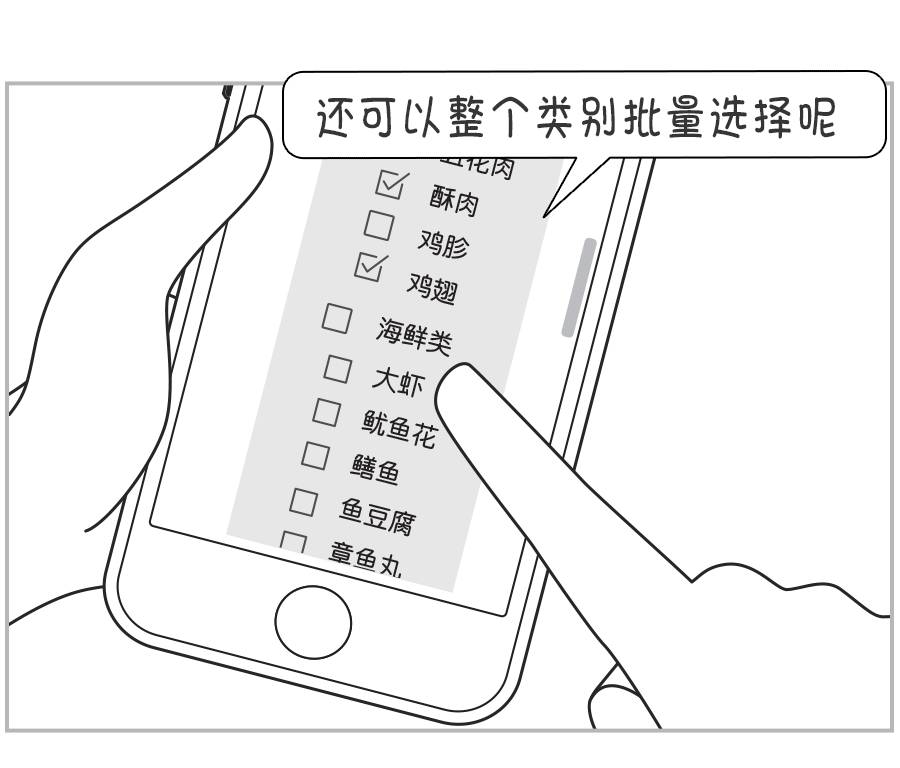 还可以整个类别批量选择呢
五花肉
酥肉
鸡胗
鸡翅
海鲜类
大虾
鱿鱼花
鳝鱼
鱼豆腐
章鱼丸